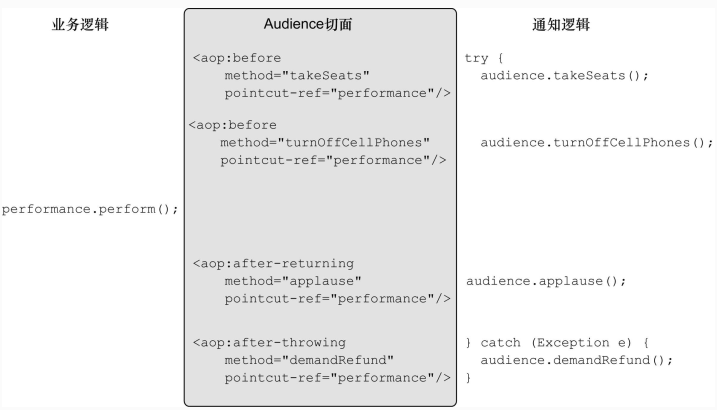 业务逻辑 Audience切面 通知逻辑
<aop:before try {
method="takeSeats" audience.takeSeats();
pointcut-ref="performance"/>
<aop:before
method="turnOffCellPhones" audience.turnOffCellPhones();
pointcut-ref="performance"/>
performance.perform();
<aop:after-returning
method="applause" audience.applause();
pointcut-ref="performance"/>
<aop:after-throwing } catch (Exception e) {
method="demandRefund" audience.demandRefund();
pointcut-ref="performance"/> }